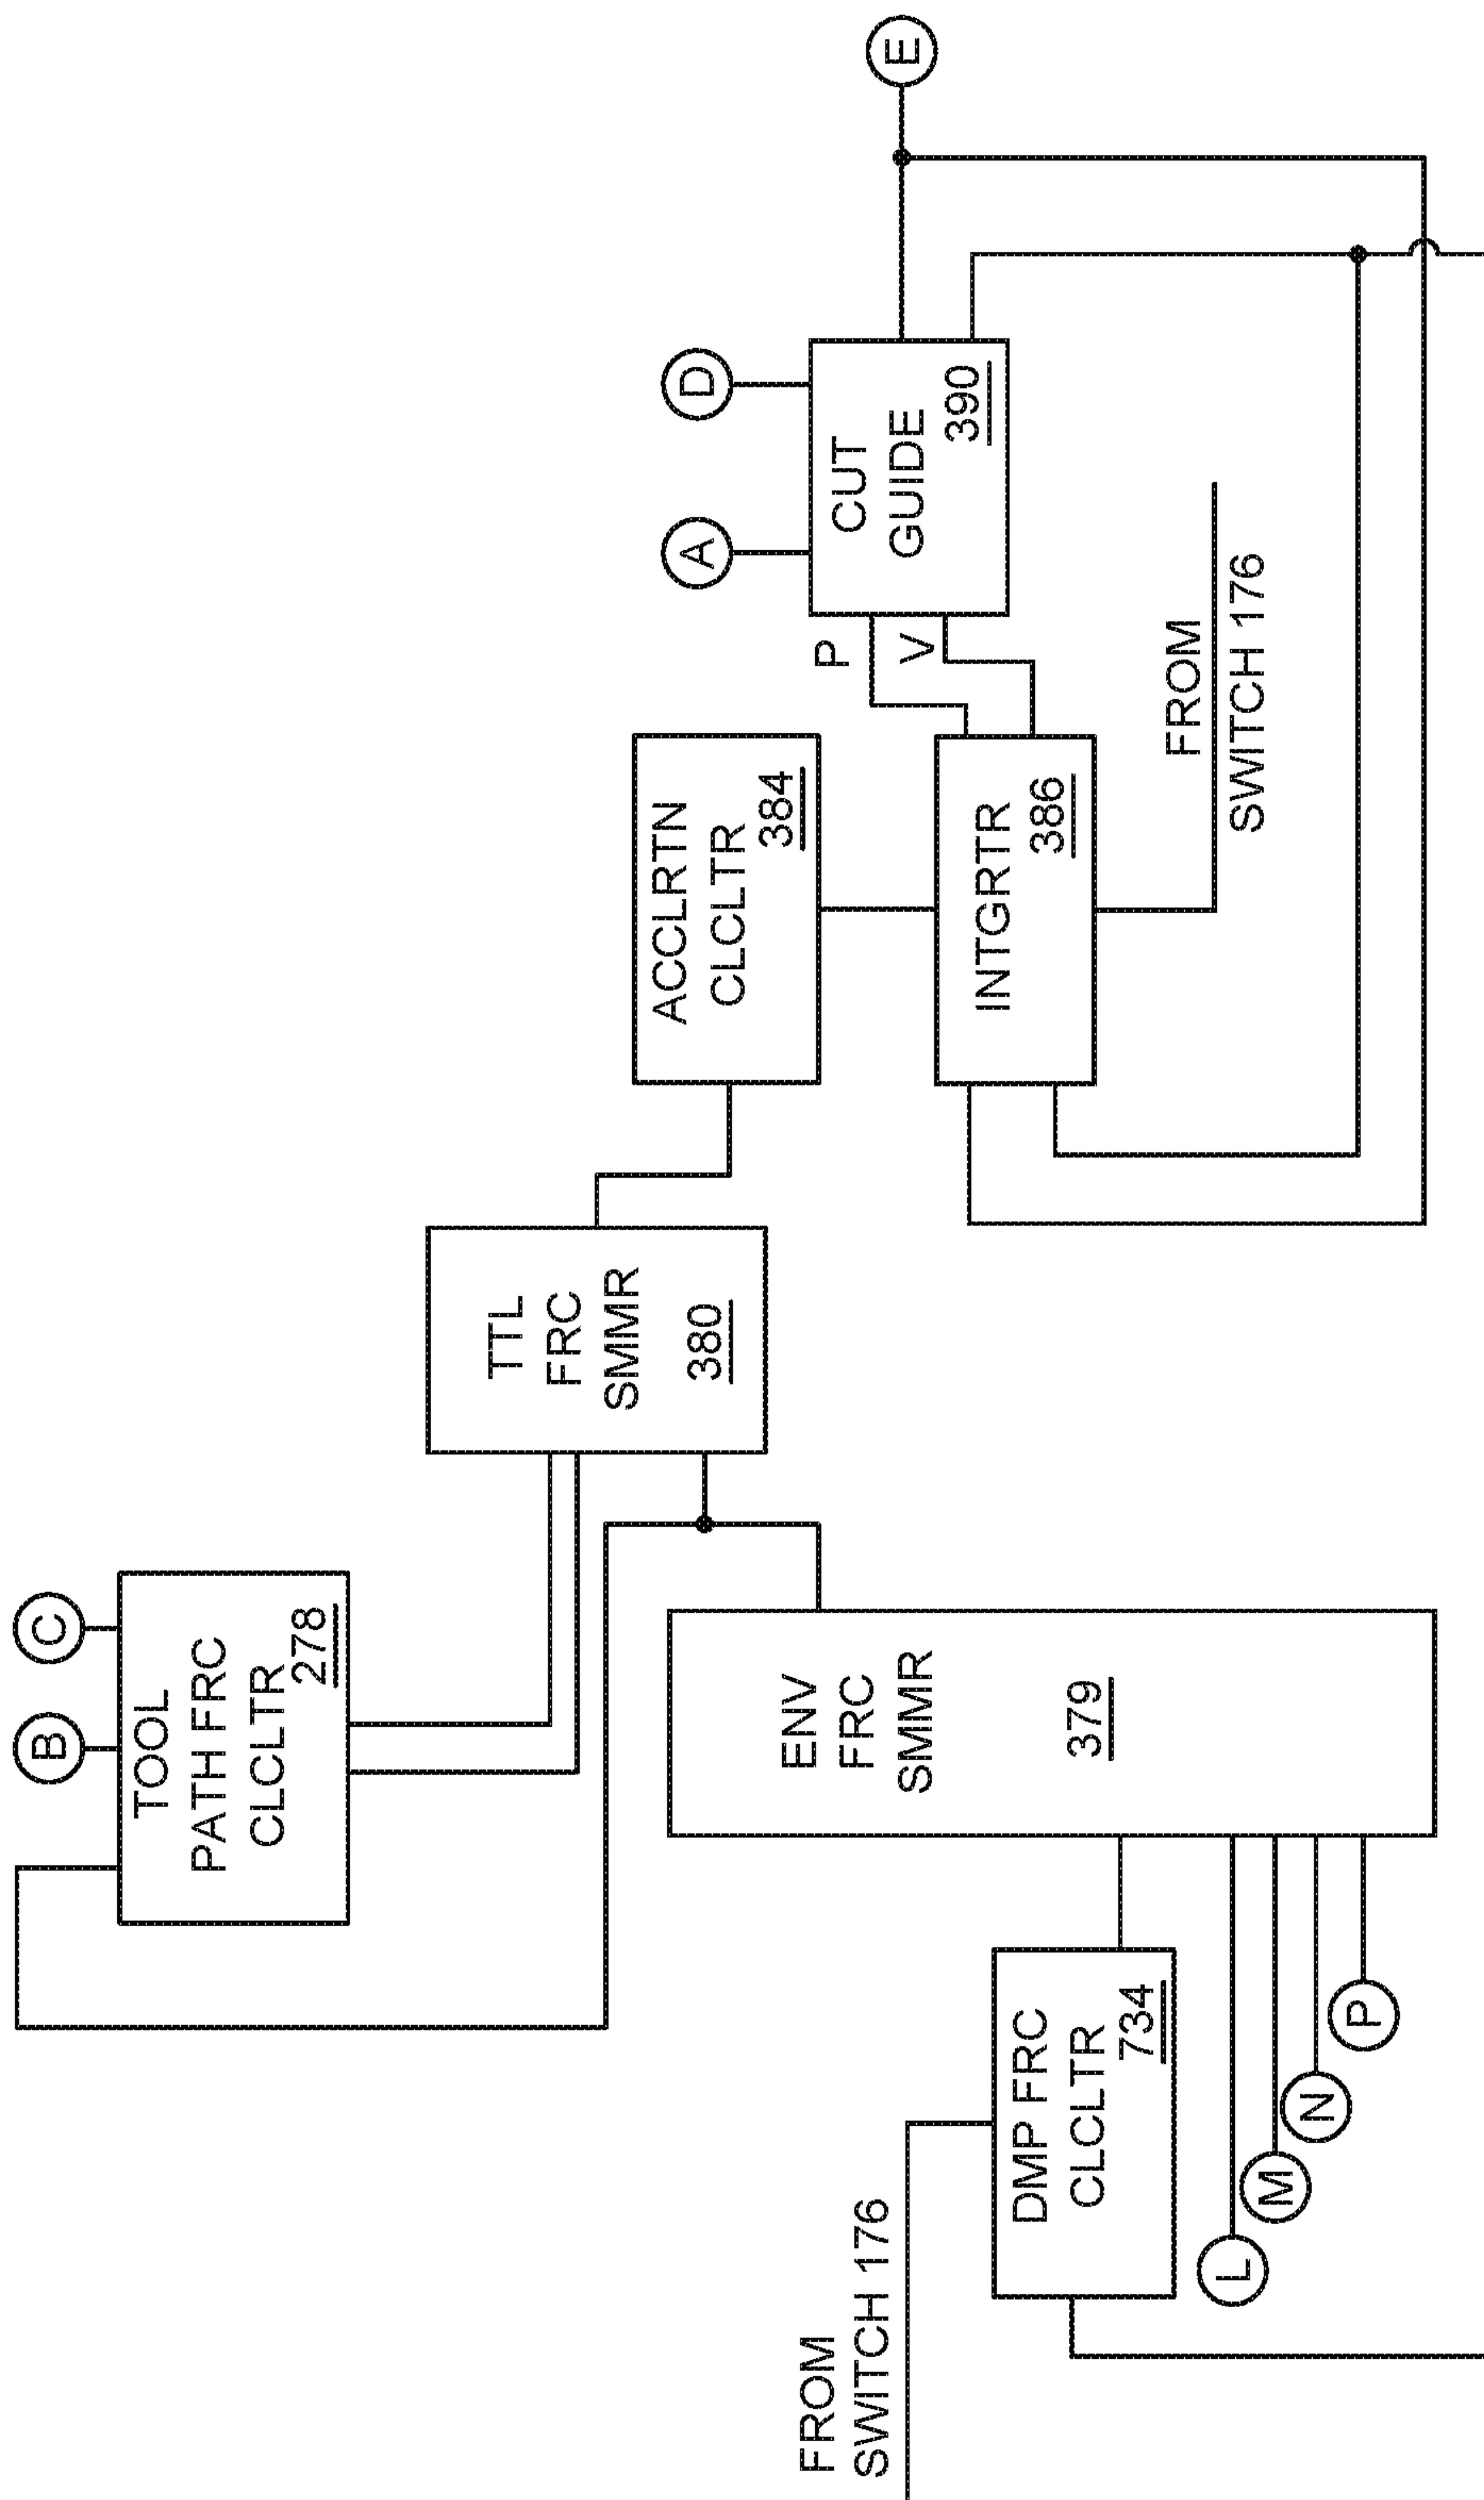 B
C
TOOL
PATH FRC
CLCLTR
278
TTL
FRC
SMMR
380
ACCLRTN
CLCLTR
384
A
D
E
CUT
GUIDE
390
P
V
INTGRTR
386
FROM
SWITCH 176
ENV
FRC
SMMR
379
FROM
SWITCH 176
DMP FRC
CLCLTR
734
L
M
N
P